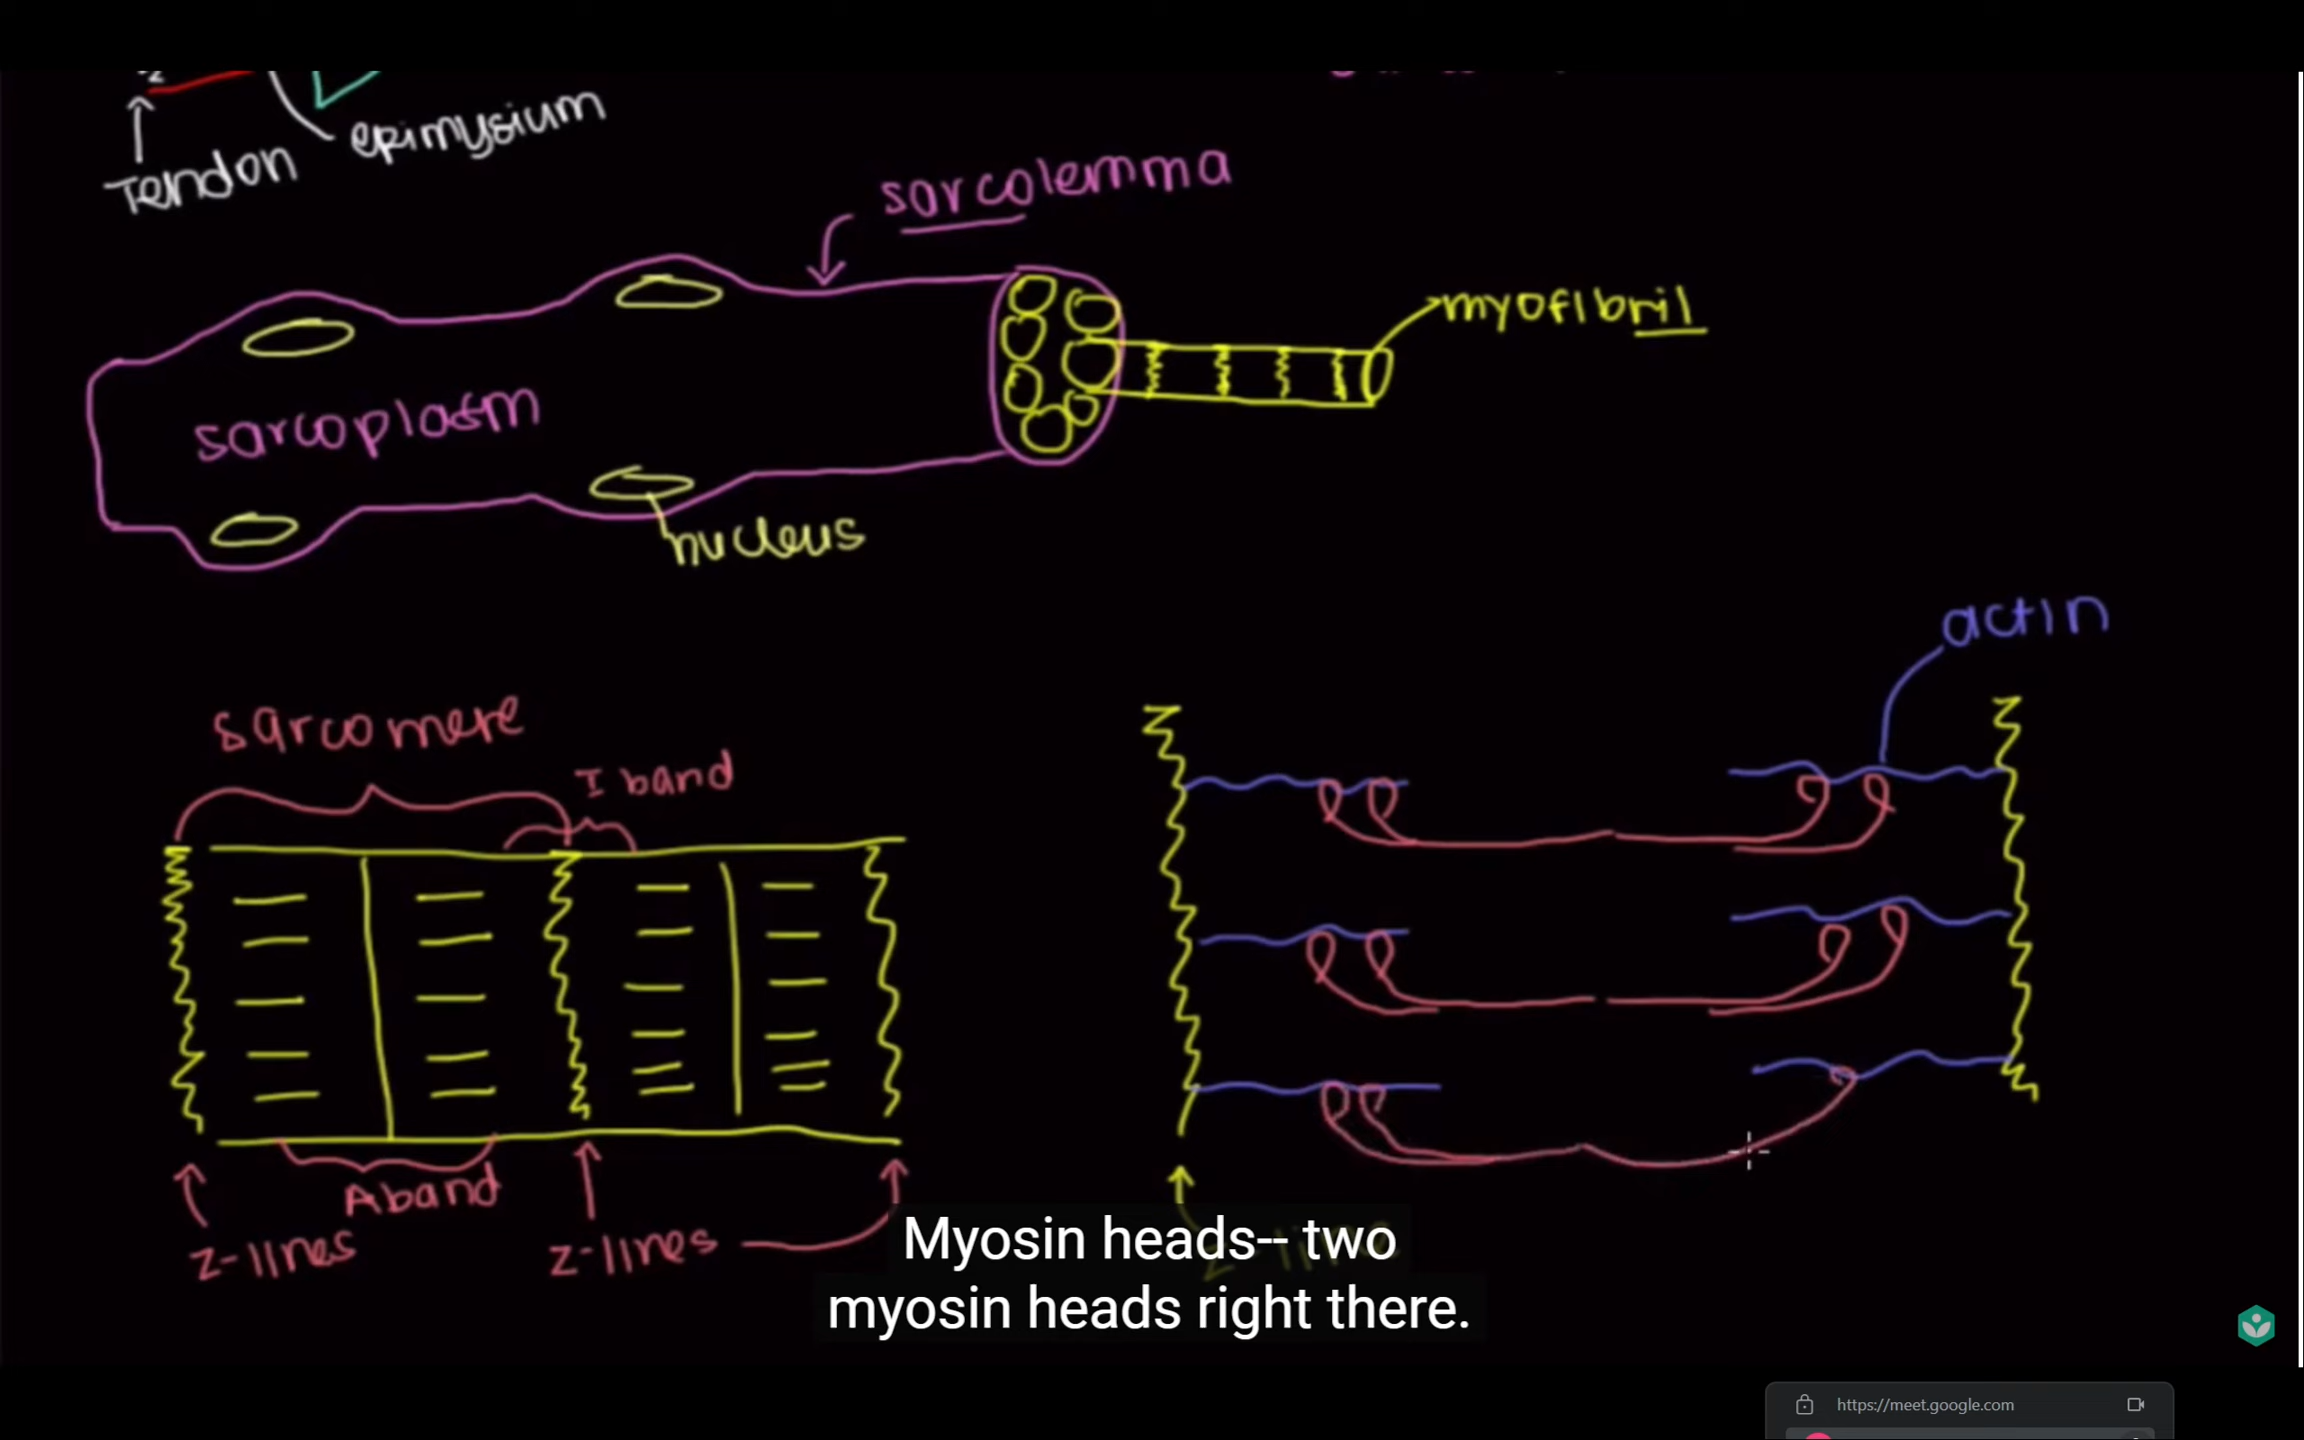 Tendon
epimysium
sarcolemma
myofibril
sarcoplasm
nucleus
actin
sarcomere
I band
A band
z-lines
z-lines
Myosin heads-- two
myosin heads right there.
https://meet.google.com